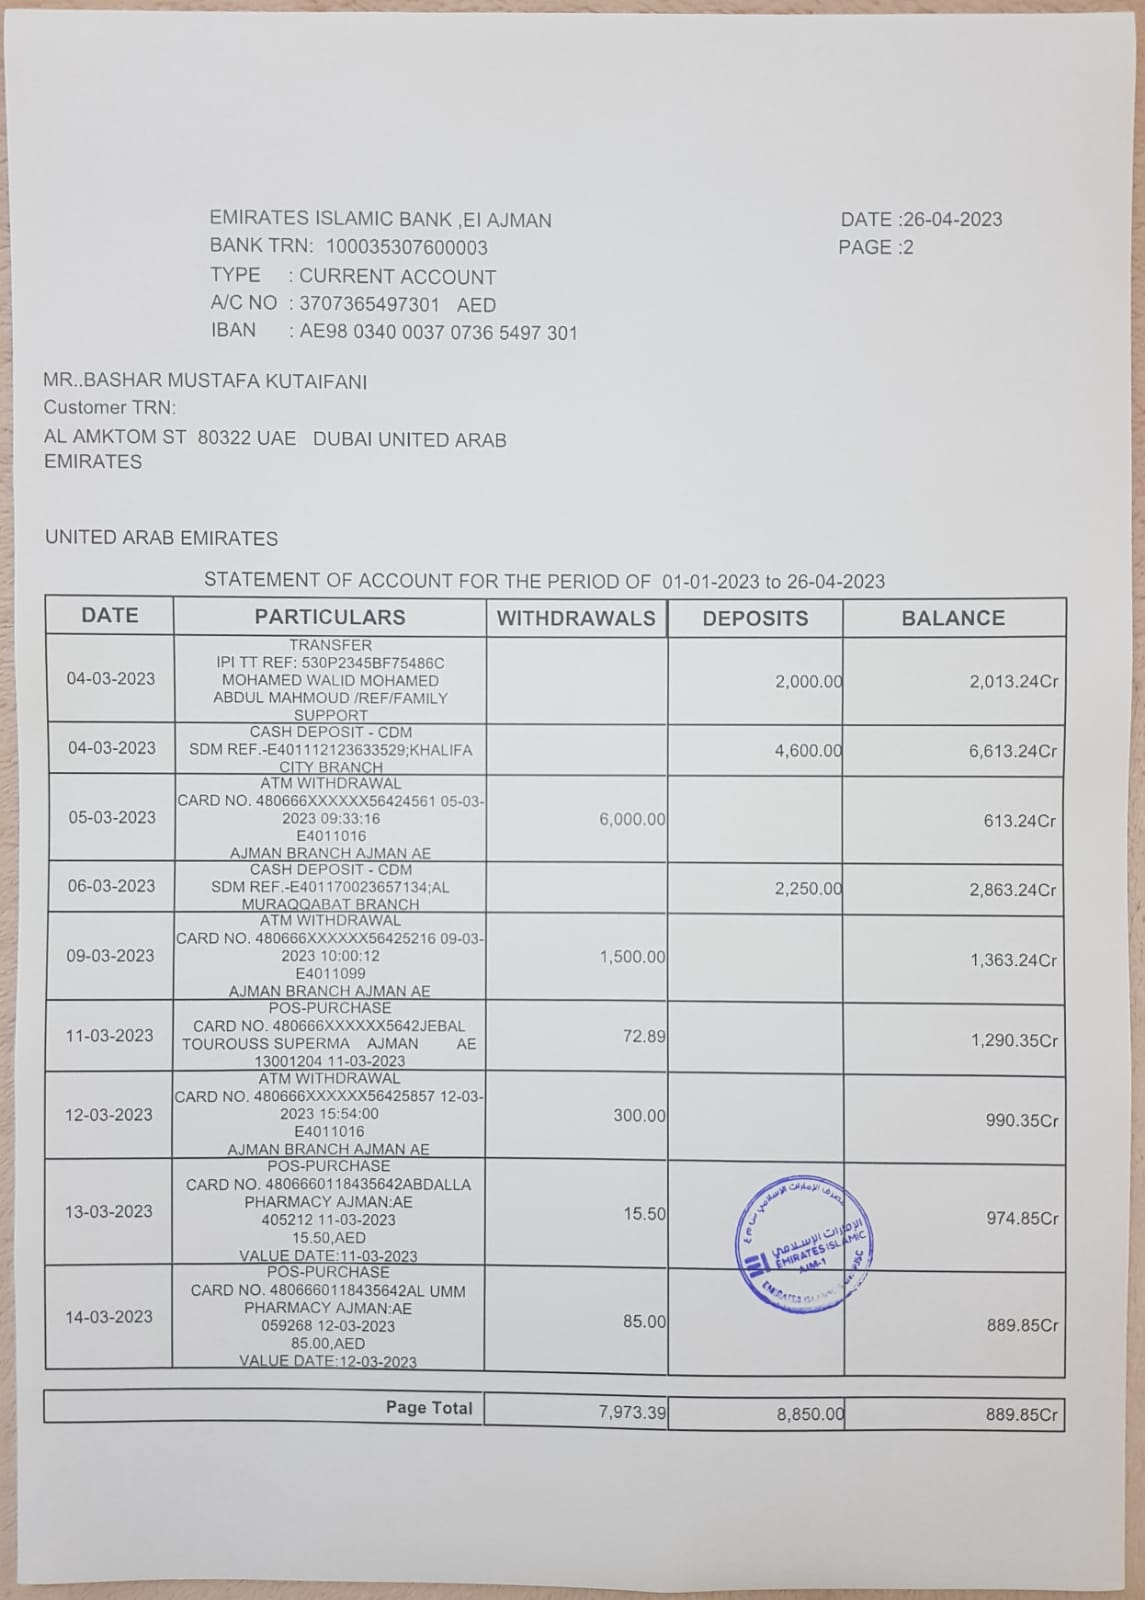 EMIRATES ISLAMIC BANK ,EI AJMAN
DATE :26-04-2023
BANK TRN: 100035307600003
PAGE :2
TYPE : CURRENT ACCOUNT
A/C NO : 3707365497301 AED
IBAN : AE98 0340 0037 0736 5497 301
MR..BASHAR MUSTAFA KUTAIFANI
Customer TRN:
AL AMKTOM ST 80322 UAE DUBAI UNITED ARAB
EMIRATES
UNITED ARAB EMIRATES
STATEMENT OF ACCOUNT FOR THE PERIOD OF 01-01-2023 to 26-04-2023
DATE PARTICULARS WITHDRAWALS DEPOSITS BALANCE
TRANSFER
IPI TT REF: 530P2345BF75486C
04-03-2023 MOHAMED WALID MOHAMED 2,000.00 2,013.24Cr
ABDUL MAHMOUD /REF/FAMILY
SUPPORT
CASH DEPOSIT - CDM
04-03-2023 SDM REF.-E401112123633529;KHALIFA 4,600.00 6,613.24Cr
CITY BRANCH
ATM WITHDRAWAL
CARD NO. 480666XXXXXX56424561 05-03-
05-03-2023 2023 09:33:16 6,000.00 613.24Cr
E4011016
AJMAN BRANCH AJMAN AE
CASH DEPOSIT - CDM
06-03-2023 SDM REF.-E401170023657134;AL 2,250.00 2,863.24Cr
MURAQQABAT BRANCH
ATM WITHDRAWAL
CARD NO. 480666XXXXXX56425216 09-03-
09-03-2023 2023 10:00:12 1,500.00 1,363.24Cr
E4011099
AJMAN BRANCH AJMAN AE
POS-PURCHASE
CARD NO. 480666XXXXXX5642JEBAL
11-03-2023 TOUROUSS SUPERMA AJMAN AE 72.89 1,290.35Cr
13001204 11-03-2023
ATM WITHDRAWAL
CARD NO. 480666XXXXXX56425857 12-03-
12-03-2023 2023 15:54:00 300.00 990.35Cr
E4011016
AJMAN BRANCH AJMAN AE
POS-PURCHASE
CARD NO. 4806660118435642ABDALLA
PHARMACY AJMAN:AE
13-03-2023 405212 11-03-2023 15.50 974.85Cr
15.50,AED
VALUE DATE:11-03-2023
POS-PURCHASE
CARD NO. 4806660118435642AL UMM
PHARMACY AJMAN:AE
14-03-2023 059268 12-03-2023 85.00 889.85Cr
85.00,AED
VALUE DATE:12-03-2023
مصرف الإمارات الإسلامي
الإمارات الإسلامي
EMIRATES ISLAMIC
AJM-1
EMIRATES
Page Total 7,973.39 8,850.00 889.85Cr